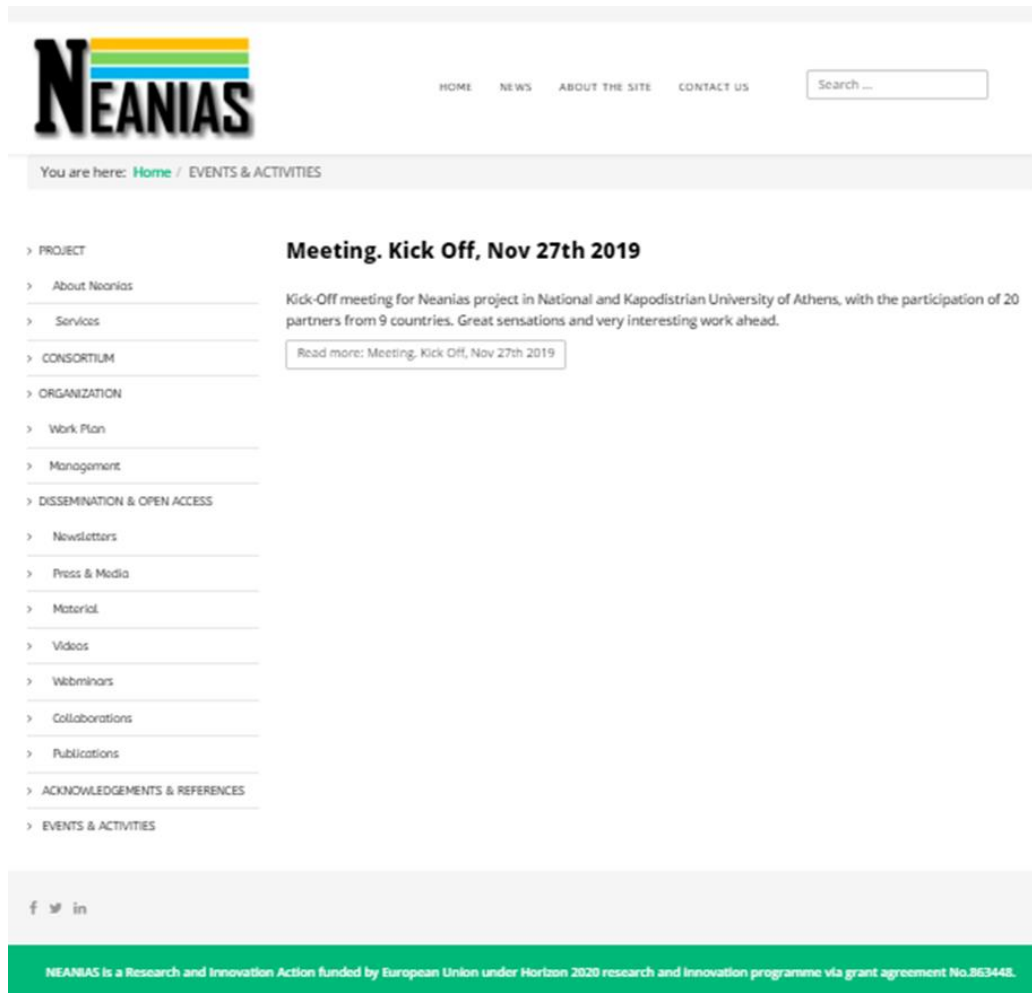 NEANIAS
HOME NEWS ABOUT THE SITE CONTACT US Search ...
You are here: Home / EVENTS & ACTIVITIES
> PROJECT
> About Neanias
> Services
> CONSORTIUM
> ORGANIZATION
> Work Plan
> Management
> DISSEMINATION & OPEN ACCESS
> Newsletters
> Press & Media
> Material
> Videos
> Webminars
> Collaborations
> Publications
> ACKNOWLEDGEMENTS & REFERENCES
> EVENTS & ACTIVITIES
Meeting. Kick Off, Nov 27th 2019
Kick-Off meeting for Neanias project in National and Kapodistrian University of Athens, with the participation of 20
partners from 9 countries. Great sensations and very interesting work ahead.
Read more: Meeting. Kick Off, Nov 27th 2019
f in
NEANIAS is a Research and Innovation Action funded by European Union under Horizon 2020 research and innovation programme via grant agreement No.863448.